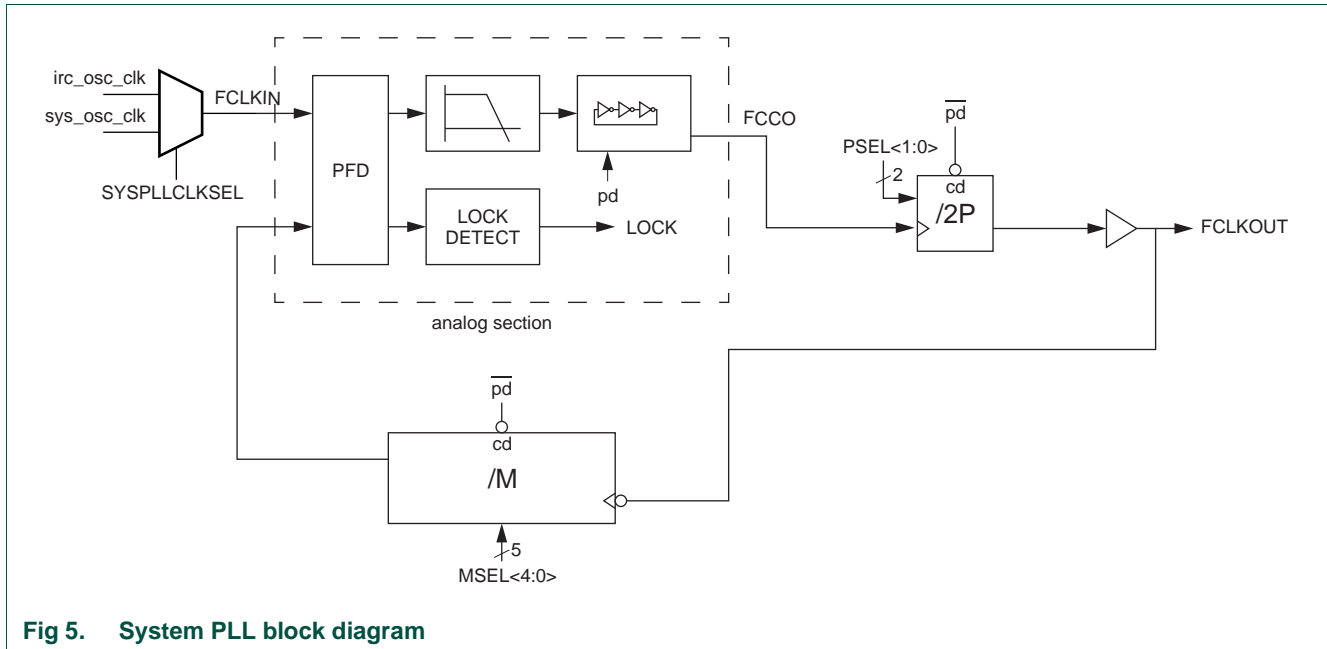 irc_osc_clk
sys_osc_clk
FCLKIN
SYSPLLCLKSEL
PFD
pd
LOCK
DETECT
LOCK
analog section
FCCO
PSEL<1:0>
2
pd
cd
/2P
FCLKOUT
pd
cd
/M
5
MSEL<4:0>
Fig 5. System PLL block diagram